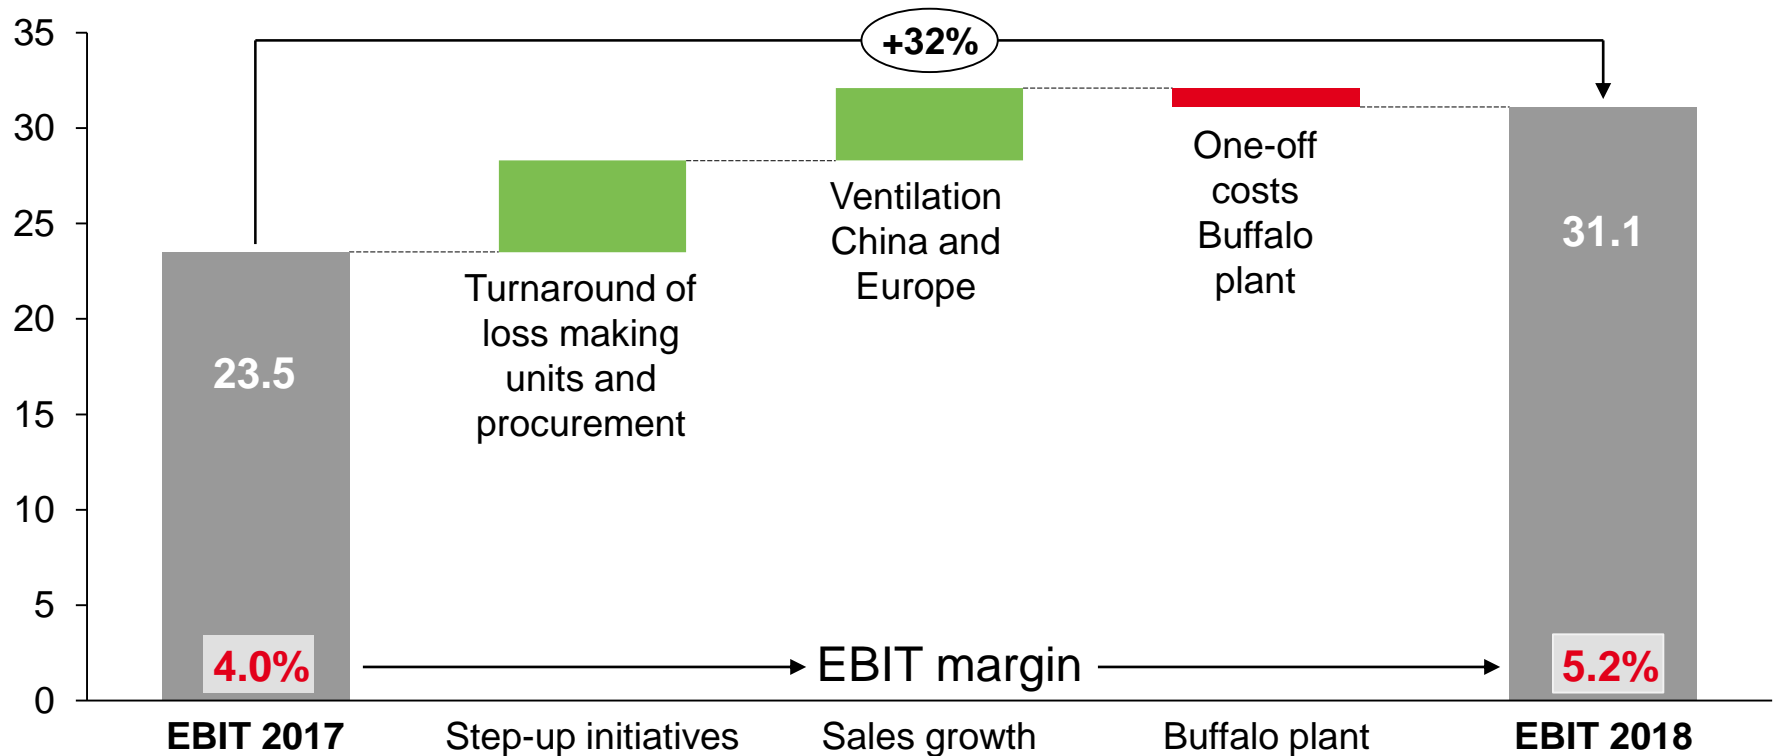 35
30
25
20
15
10
5
0
+32%
23.5
4.0%
Turnaround of
loss making
units and
procurement
Ventilation
China and
Europe
One-off
costs
Buffalo
plant
31.1
5.2%
EBIT margin
EBIT 2017
Step-up initiatives
Sales growth
Buffalo plant
EBIT 2018